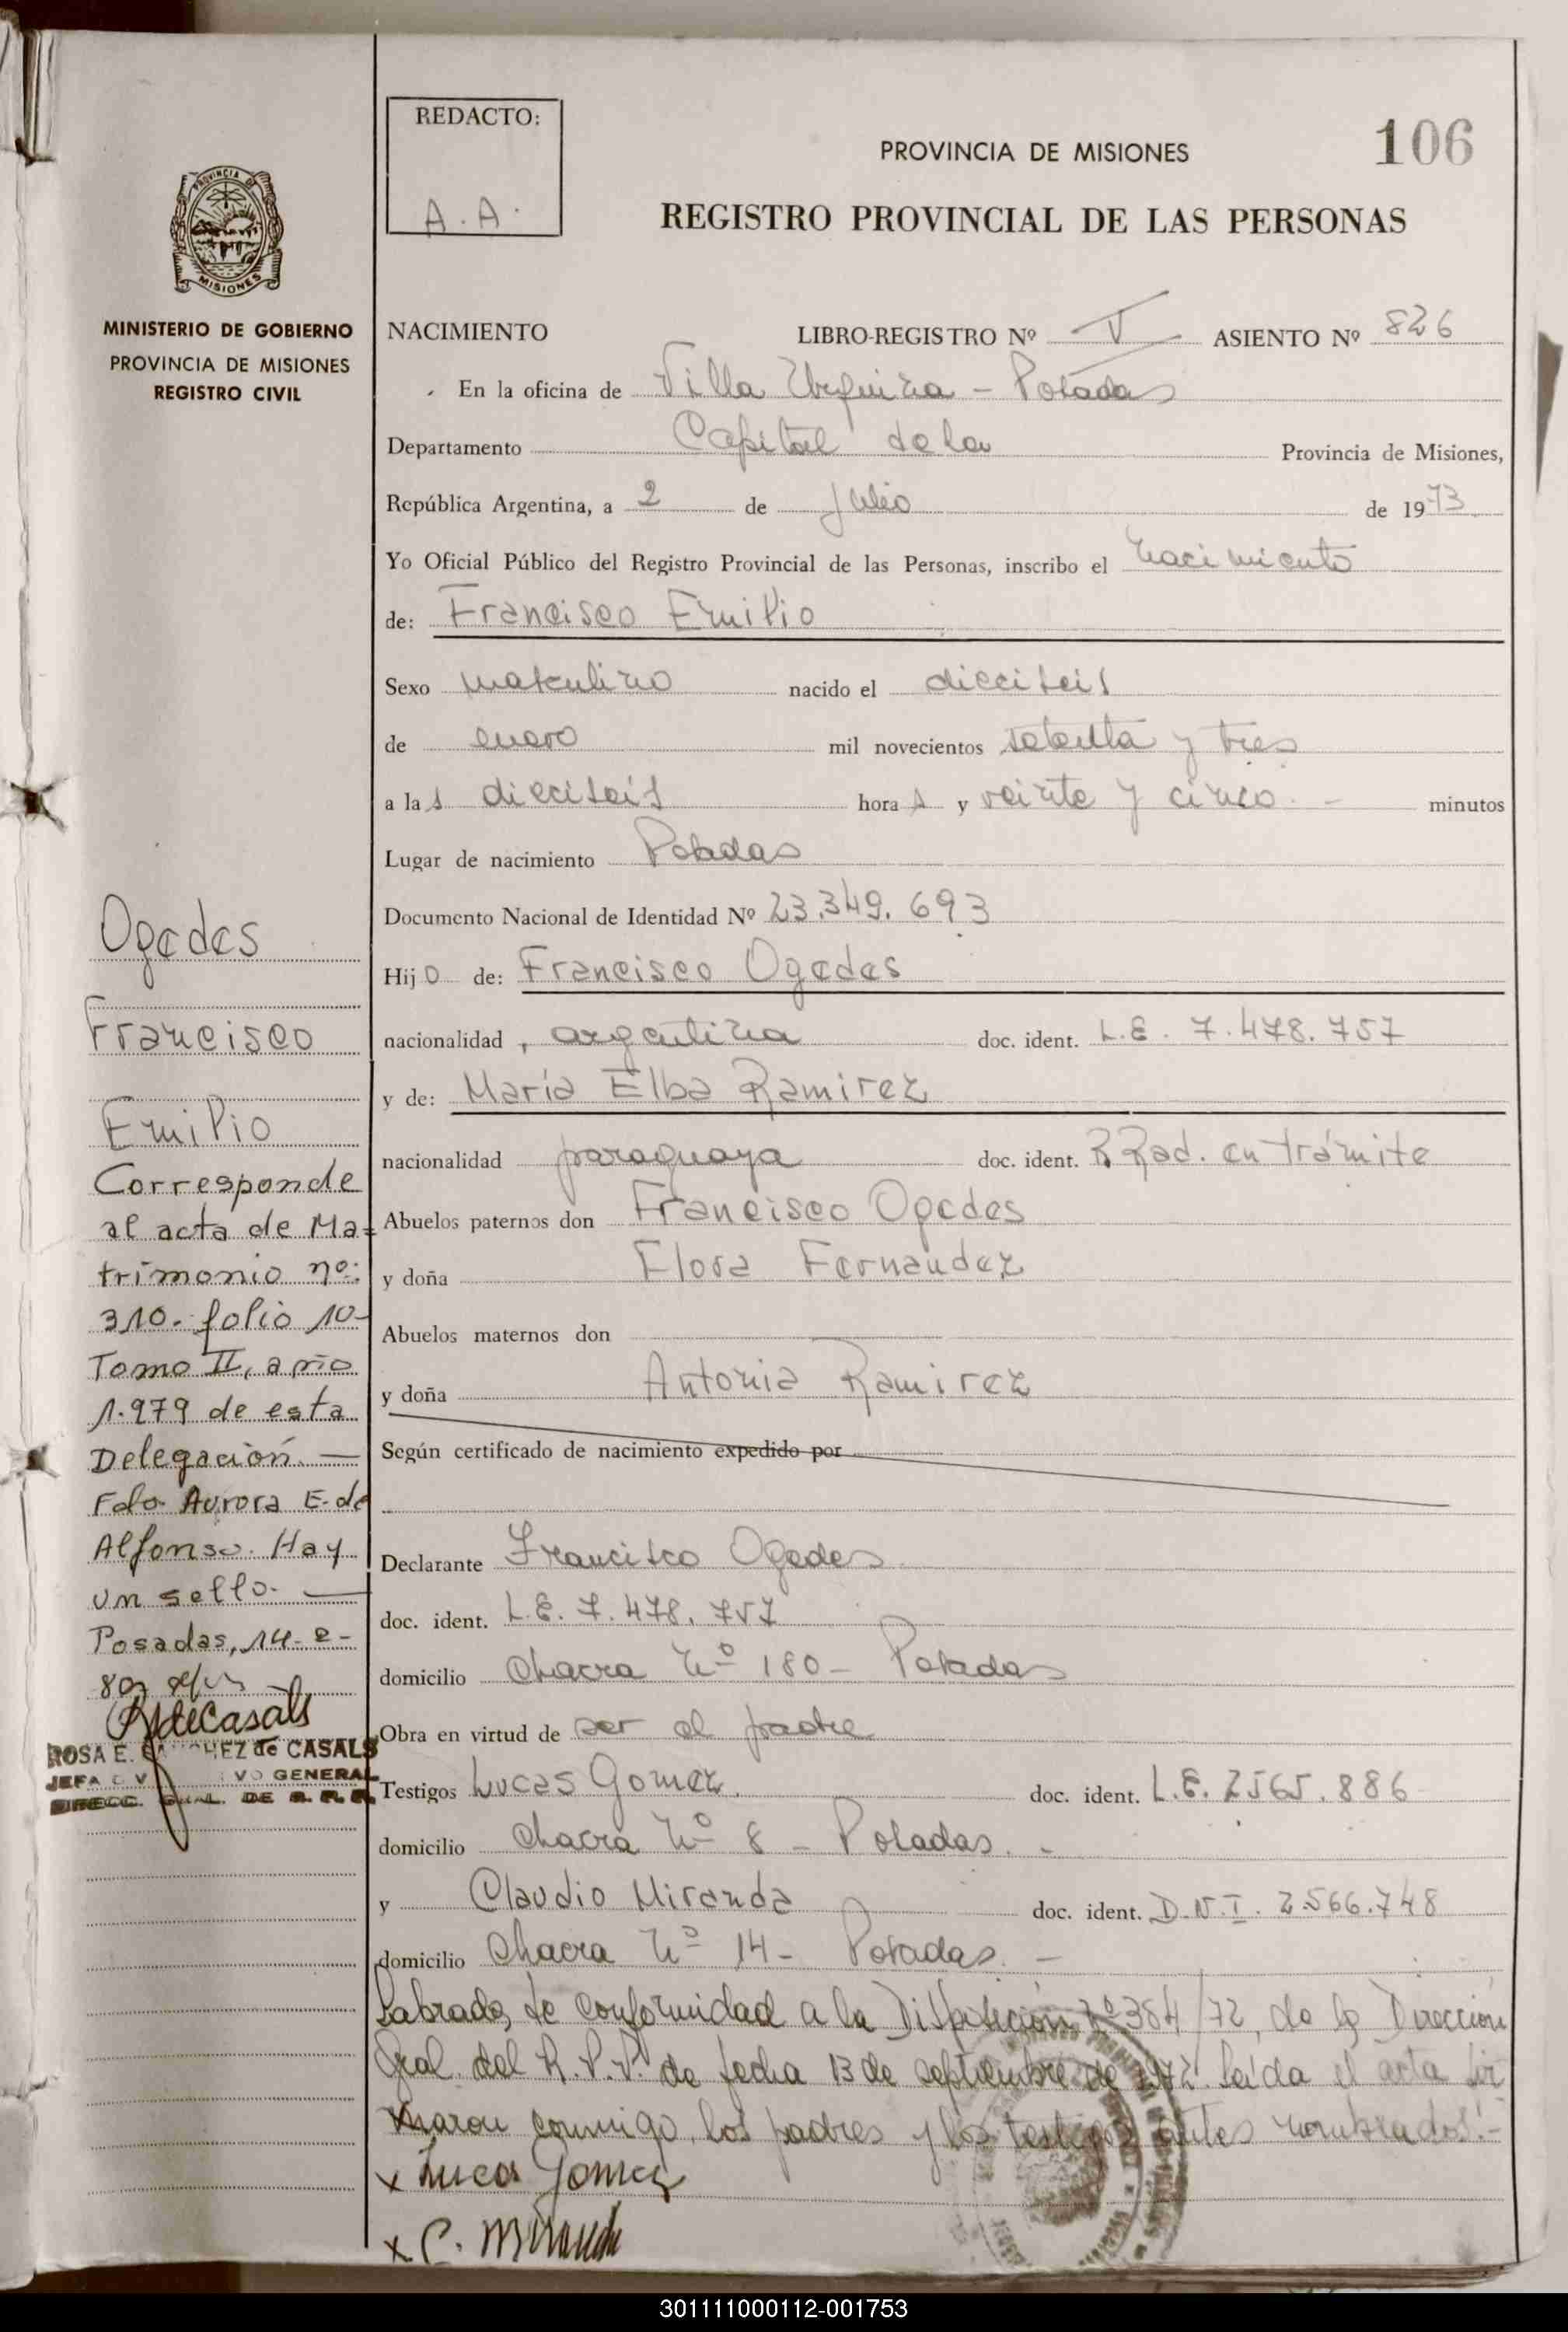 REDACTO:
A. A.
PROVINCIA DE MISIONES
106
REGISTRO PROVINCIAL DE LAS PERSONAS
PROVINCIA DE
MISIONES
MINISTERIO DE GOBIERNO
PROVINCIA DE MISIONES
REGISTRO CIVIL
NACIMIENTO LIBRO-REGISTRO Nº V ASIENTO Nº 826
En la oficina de Villa Urquiza - Posadas
Departamento Capital de la Provincia de Misiones,
República Argentina, a 2 de Julio de 1973
Yo Oficial Público del Registro Provincial de las Personas, inscribo el nacimiento
de: Francisco Emilio
Sexo masculino nacido el dieciseis
de enero mil novecientos setenta y tres
a las dieciseis horas y veinte y cinco. - minutos
Lugar de nacimiento Posadas
Documento Nacional de Identidad Nº 23.349.693
Hijo de: Francisco Ogedes
nacionalidad, argentina doc. ident. L.E. 7.478.757
y de: María Elba Ramirez
nacionalidad paraguaya doc. ident. R.Rad. en trámite
Abuelos paternos don Francisco Ogedes
y doña Flora Fernandez
Abuelos maternos don
y doña Antonia Ramirez
Según certificado de nacimiento expedido por
Declarante Francisco Ogedes
doc. ident. L.E. 7.478.757
domicilio Chacra Nº 180 - Posadas
Obra en virtud de ser el padre
Testigos Lucas Gomez. doc. ident. L.E. 2565.886
domicilio Chacra Nº 8 - Posadas. -
y Claudio Miranda doc. ident. D.N.I. 2.566.748
domicilio Chacra Nº 14 - Posadas. -
Labrado, de conformidad a la Disposición Nº 384/72, de la Dirección
Gral. del R.P.P. de fecha 13 de septiembre de 1972. Leída el acta fir
maron conmigo, los padres y los testigos antes nombrados. -
x Lucas Gomez
x C. Miranda
Ogedes
Francisco
Emilio
Corresponde
al acta de Ma=
trimonio nº:
310. folio 10-
Tomo II, año
1.979 de esta
Delegación. —
Fdo. Aurora E. de
Alfonso. Hay
un sello. —
Posadas, 14-2-
80
RdeCasals
ROSA E. de CASALS
JEFA GENERAL
DIRECC. GRAL. DE R. P. P.
301111000112-001753